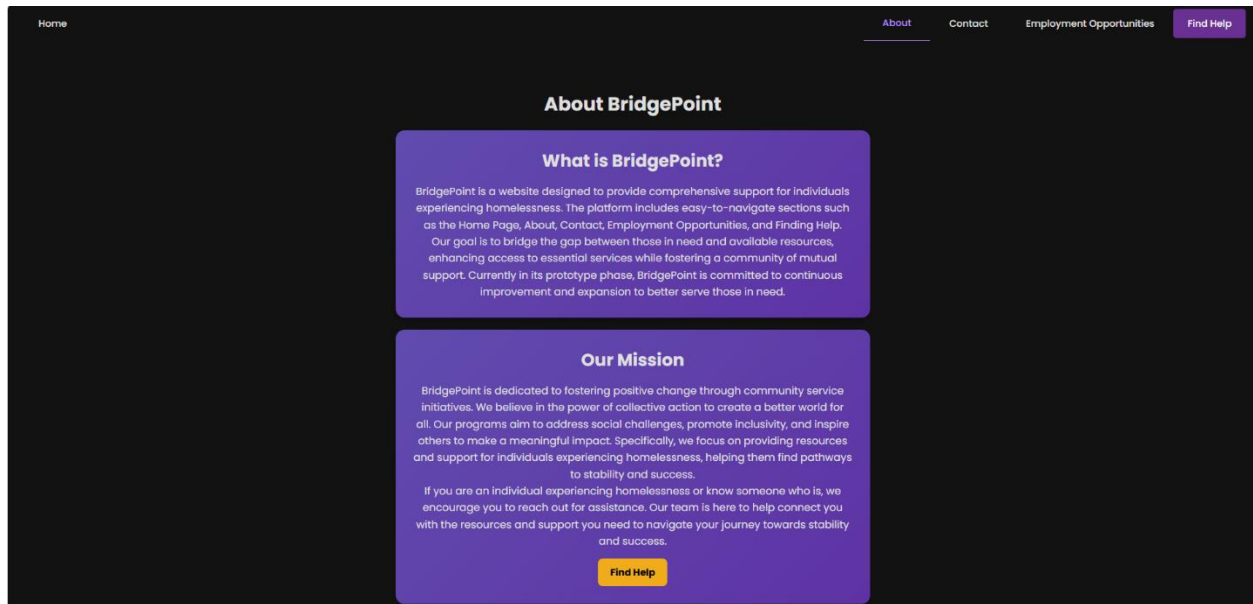 Home
About
Contact
Employment Opportunities
Find Help
About BridgePoint
What is BridgePoint?
BridgePoint is a website designed to provide comprehensive support for individuals
experiencing homelessness. The platform includes easy-to-navigate sections such
as the Home Page, About, Contact, Employment Opportunities, and Finding Help.
Our goal is to bridge the gap between those in need and available resources,
enhancing access to essential services while fostering a community of mutual
support. Currently in its prototype phase, BridgePoint is committed to continuous
improvement and expansion to better serve those in need.
Our Mission
BridgePoint is dedicated to fostering positive change through community service
initiatives. We believe in the power of collective action to create a better world for
all. Our programs aim to address social challenges, promote inclusivity, and inspire
others to make a meaningful impact. Specifically, we focus on providing resources
and support for individuals experiencing homelessness, helping them find pathways
to stability and success.
If you are an individual experiencing homelessness or know someone who is, we
encourage you to reach out for assistance. Our team is here to help connect you
with the resources and support you need to navigate your journey towards stability
and success.
Find Help